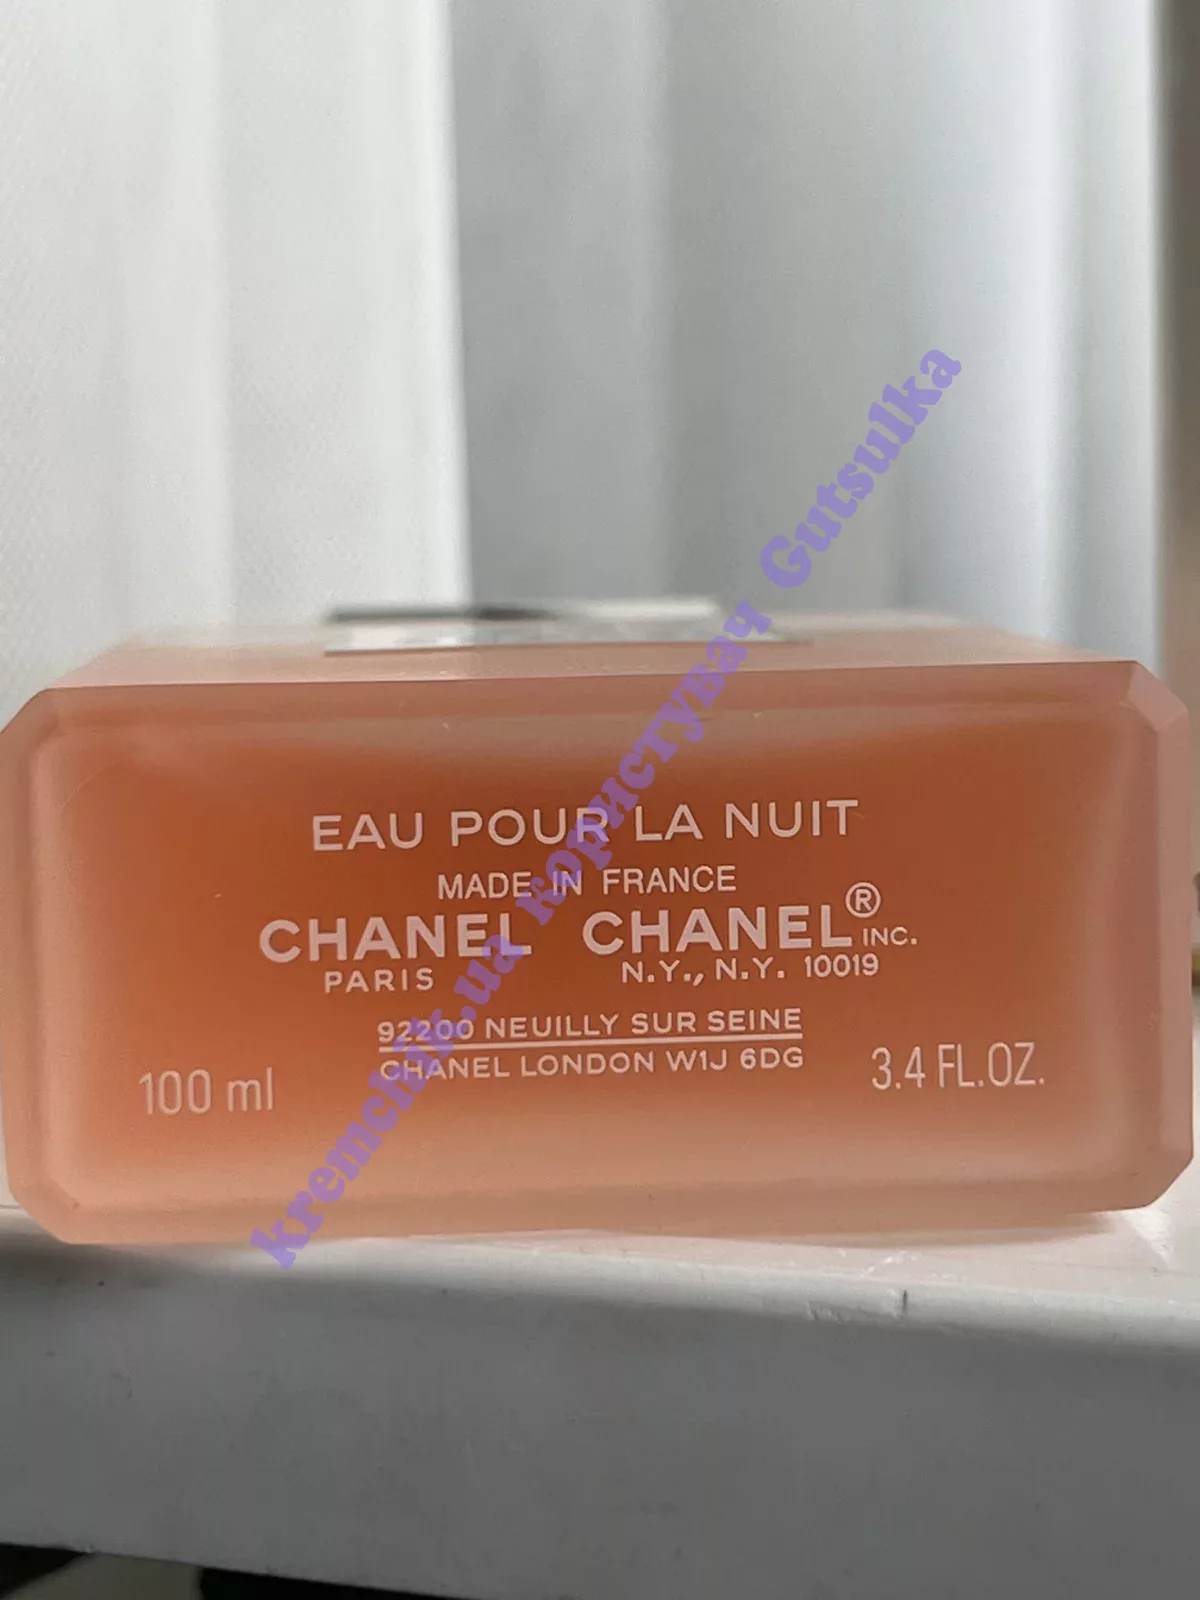 EAU POUR LA NUIT
MADE IN FRANCE
CHANEL CHANEL® INC.
PARIS N.Y., N.Y. 10019
92200 NEUILLY SUR SEINE
CHANEL LONDON W1J 6DG
100 ml 3.4 FL.OZ.
kremchik.ua користувач Gutsulka